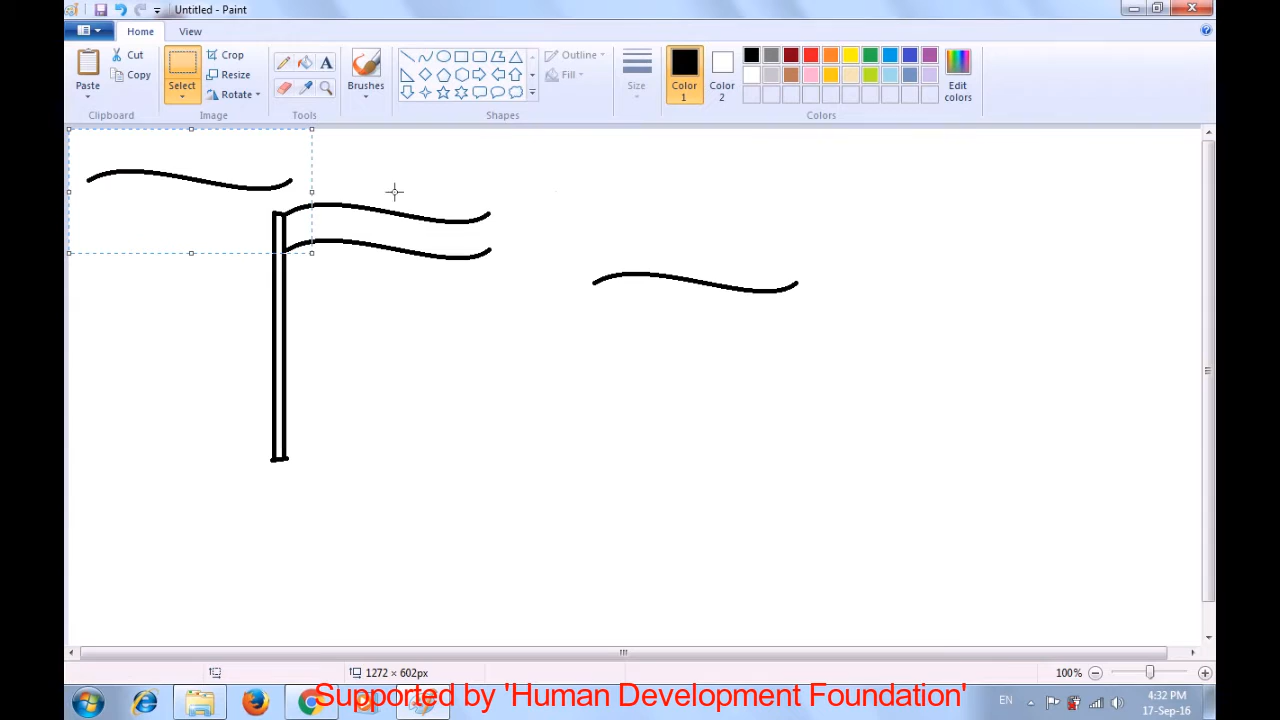 Untitled - Paint
Home
View
Paste
Cut
Copy
Clipboard
Select
Crop
Resize
Rotate
Image
A
Tools
Brushes
Shapes
Outline
Fill
Size
Color
1
Color
2
Edit
colors
Colors
1272 × 602px
100%
EN
4:32 PM
17-Sep-16
Supported by 'Human Development Foundation'